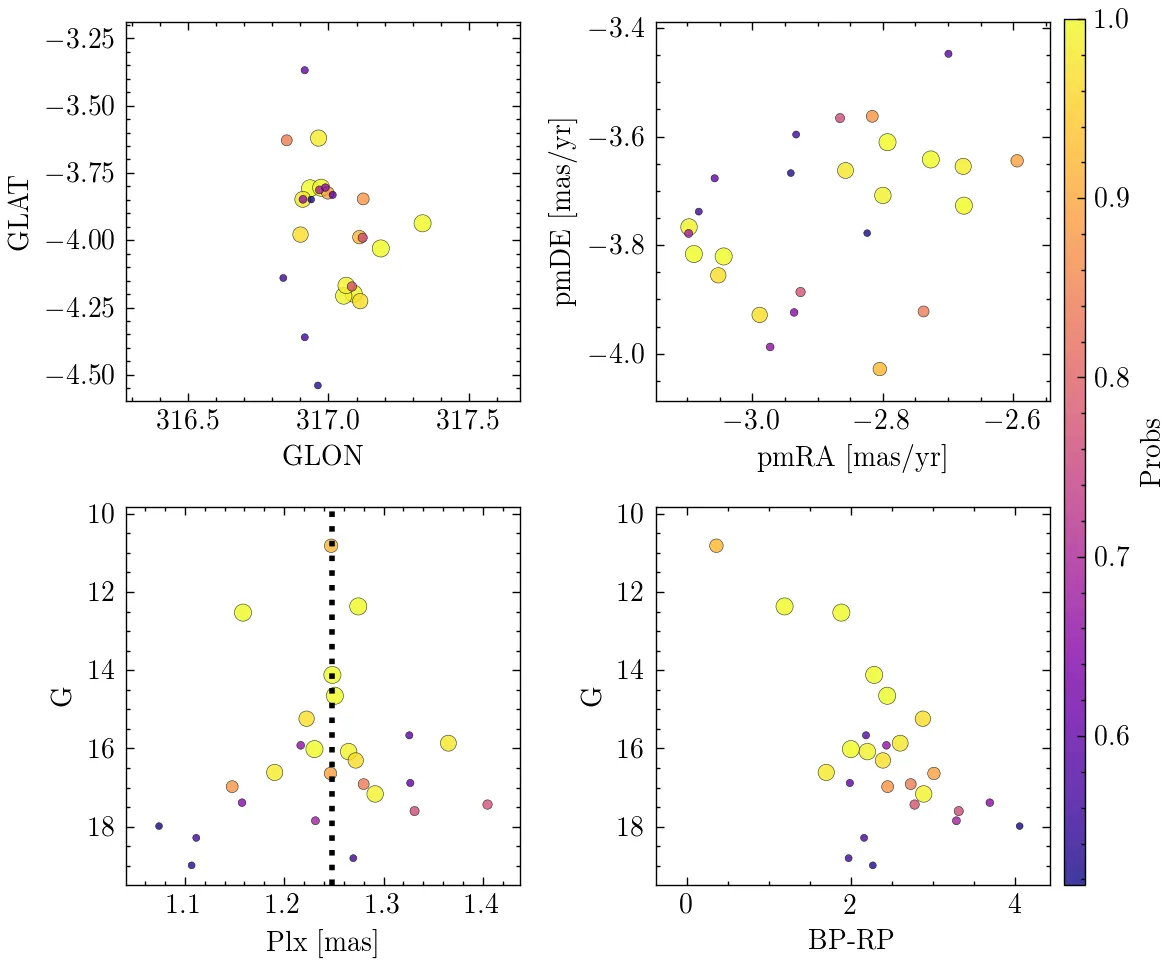 −3.25
−3.50
−3.75
−4.00
−4.25
−4.50
GLAT
316.5 317.0 317.5
GLON
−3.4
−3.6
−3.8
−4.0
pmDE [mas/yr]
−3.0 −2.8 −2.6
pmRA [mas/yr]
10
12
14
16
18
G
1.1 1.2 1.3 1.4
Plx [mas]
10
12
14
16
18
G
0 2 4
BP-RP
1.0
0.9
0.8
0.7
0.6
Probs